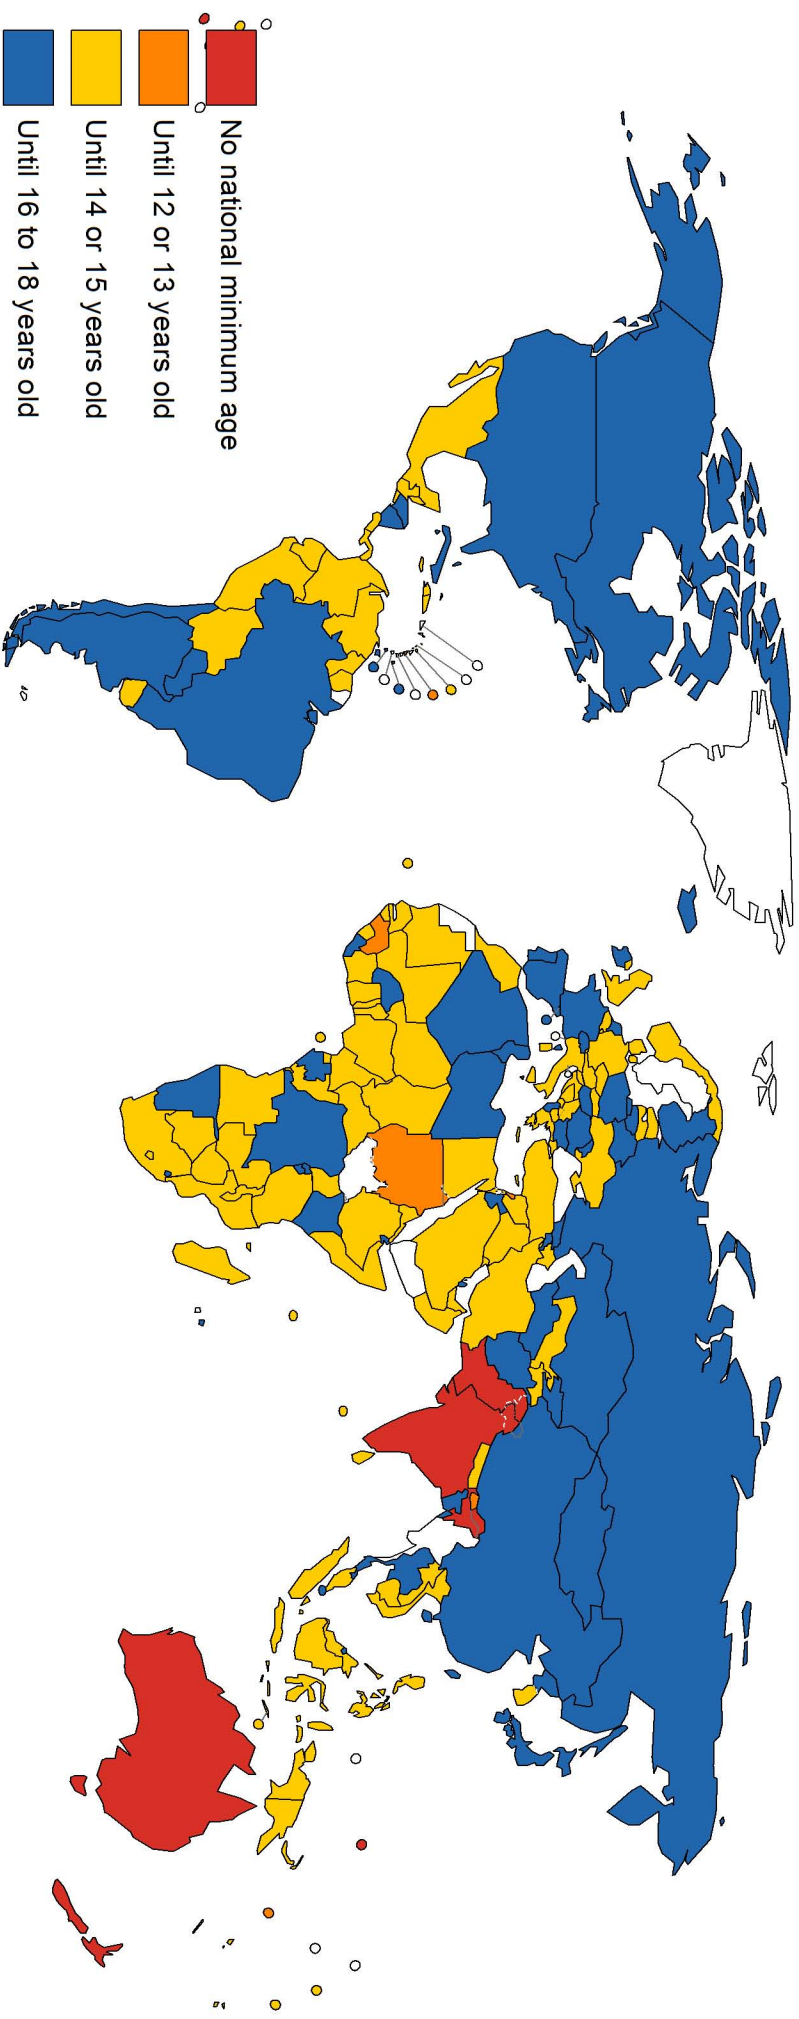 No national minimum age
Until 12 or 13 years old
Until 14 or 15 years old
Until 16 to 18 years old